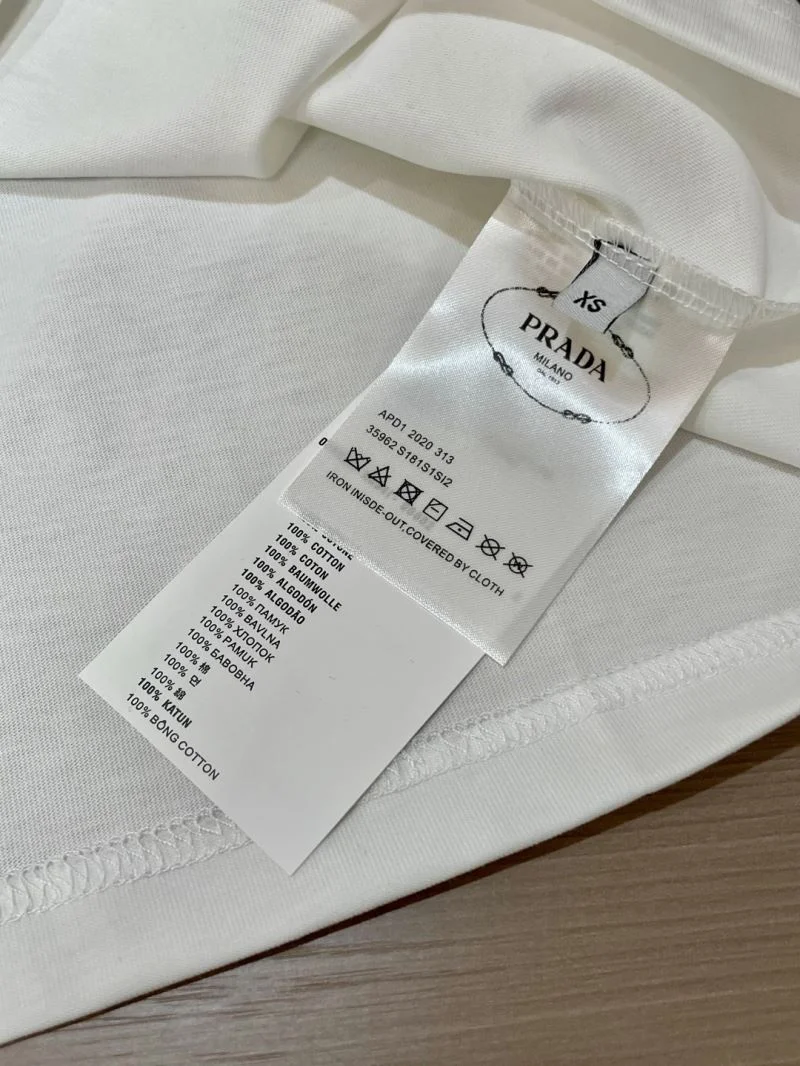 XS
PRADA
MILANO
DAL 1913
APD1 2020 313
35962 S181S1SI2
IRON INISDE-OUT,COVERED BY CLOTH
0
100% COTTON
100% COTON
100% BAUMWOLLE
100% ALGODÓN
100% ALGODÃO
100% ПАМУК
100% BAVLNA
100% ХЛОПОК
100% PAMUK
100% БАВОВНА
100% 棉
100% 면
100% 綿
100% KATUN
100% BÔNG COTTON